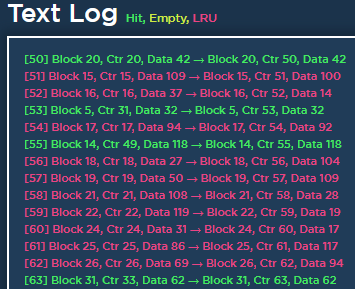 Text Log Hit, Empty, LRU
[50] Block 20, Ctr 20, Data 42 → Block 20, Ctr 50, Data 42
[51] Block 15, Ctr 15, Data 109 → Block 15, Ctr 51, Data 100
[52] Block 16, Ctr 16, Data 37 → Block 16, Ctr 52, Data 14
[53] Block 5, Ctr 31, Data 32 → Block 5, Ctr 53, Data 32
[54] Block 17, Ctr 17, Data 94 → Block 17, Ctr 54, Data 92
[55] Block 14, Ctr 49, Data 118 → Block 14, Ctr 55, Data 118
[56] Block 18, Ctr 18, Data 27 → Block 18, Ctr 56, Data 104
[57] Block 19, Ctr 19, Data 50 → Block 19, Ctr 57, Data 109
[58] Block 21, Ctr 21, Data 108 → Block 21, Ctr 58, Data 28
[59] Block 22, Ctr 22, Data 119 → Block 22, Ctr 59, Data 19
[60] Block 24, Ctr 24, Data 31 → Block 24, Ctr 60, Data 17
[61] Block 25, Ctr 25, Data 86 → Block 25, Ctr 61, Data 117
[62] Block 26, Ctr 26, Data 69 → Block 26, Ctr 62, Data 94
[63] Block 31, Ctr 33, Data 62 → Block 31, Ctr 63, Data 62